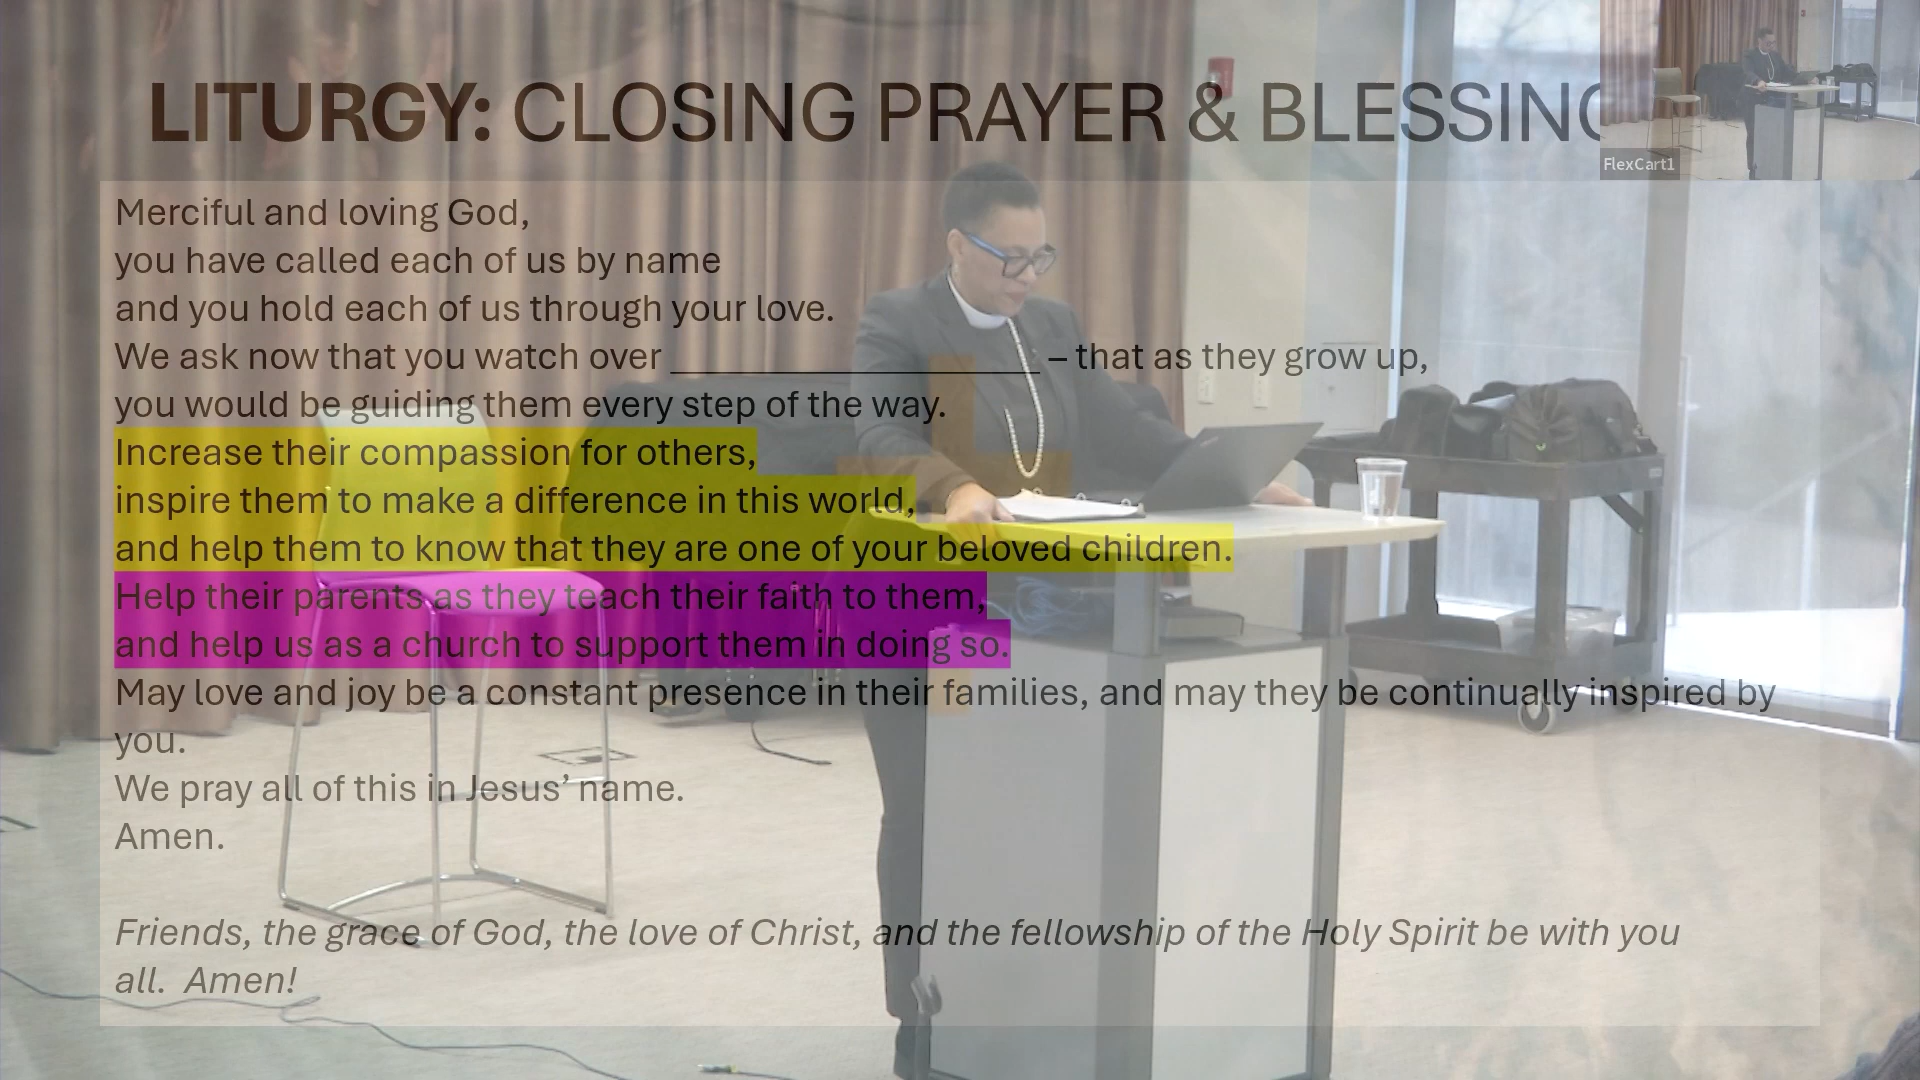 LITURGY: CLOSING PRAYER & BLESSING
FlexCart1
Merciful and loving God,
you have called each of us by name
and you hold each of us through your love.
We ask now that you watch over ___________________ – that as they grow up,
you would be guiding them every step of the way.
Increase their compassion for others,
inspire them to make a difference in this world,
and help them to know that they are one of your beloved children.
Help their parents as they teach their faith to them,
and help us as a church to support them in doing so.
May love and joy be a constant presence in their families, and may they be continually inspired by
you.
We pray all of this in Jesus’ name.
Amen.
Friends, the grace of God, the love of Christ, and the fellowship of the Holy Spirit be with you
all. Amen!